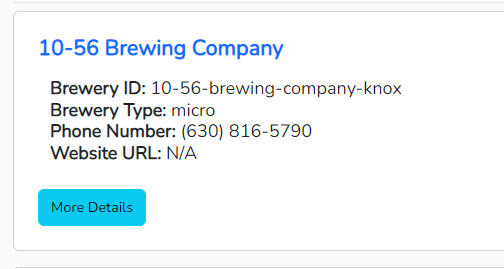 10-56 Brewing Company
Brewery ID: 10-56-brewing-company-knox
Brewery Type: micro
Phone Number: (630) 816-5790
Website URL: N/A
More Details